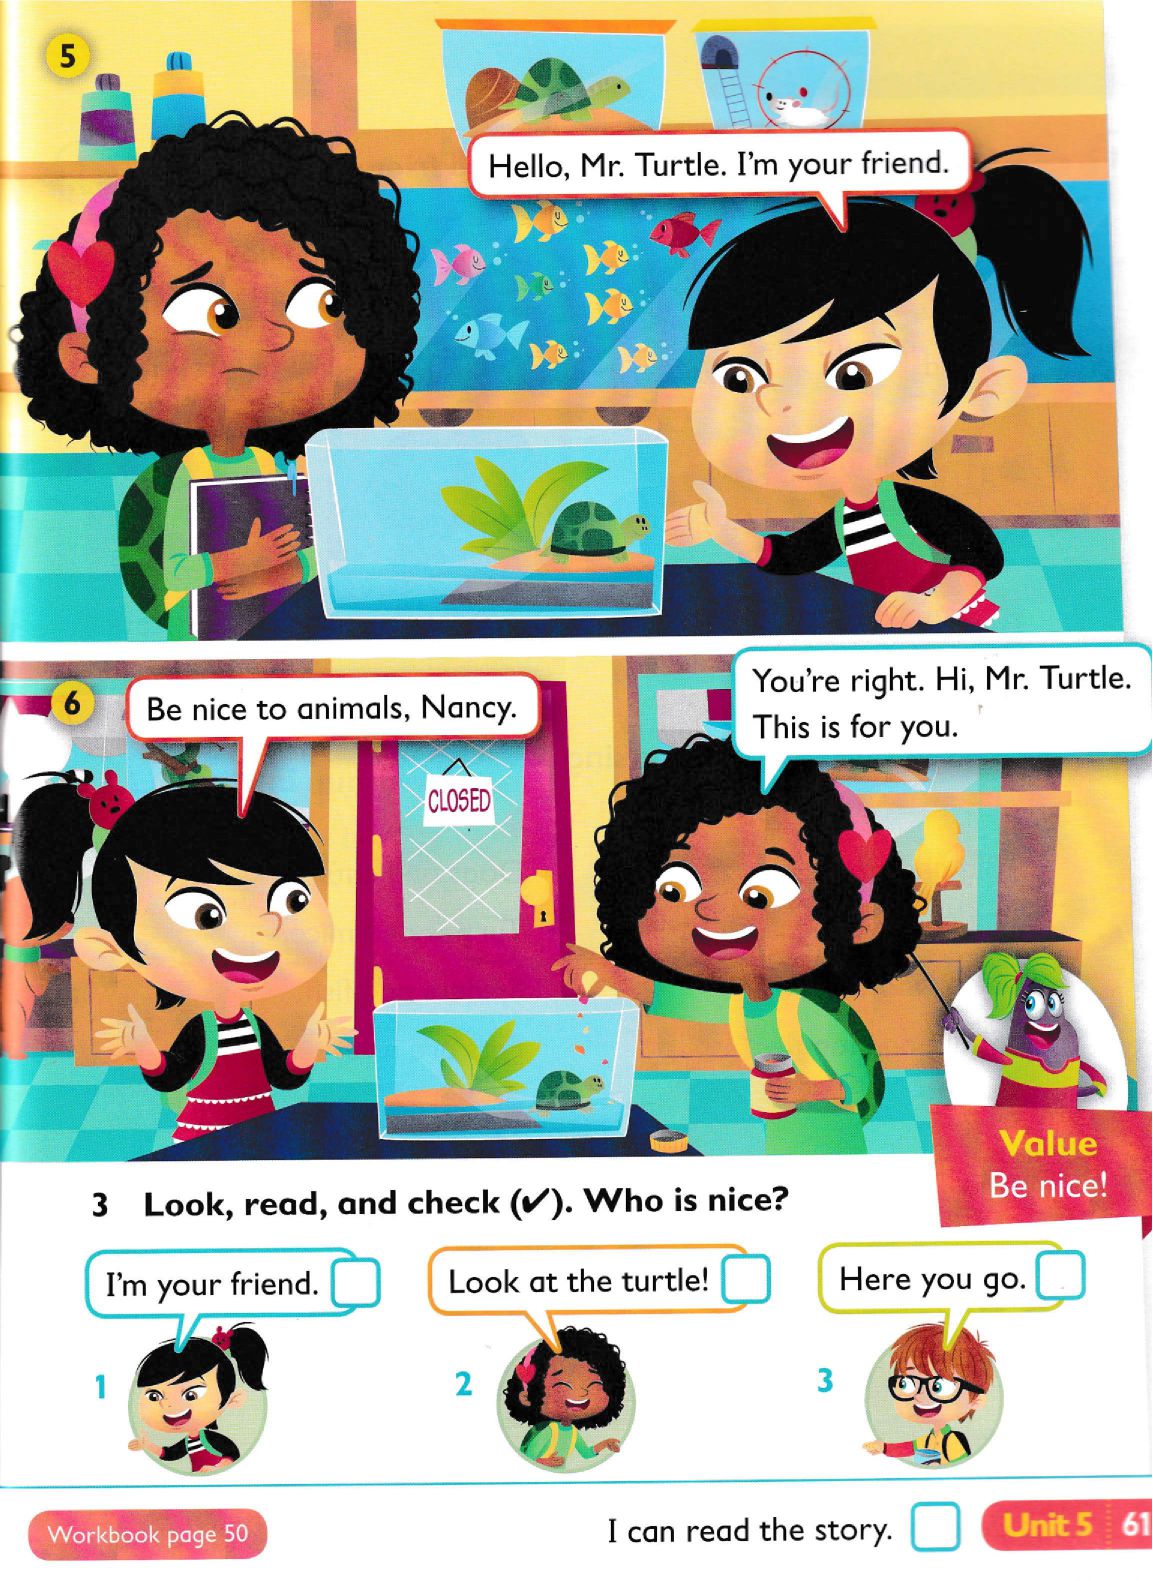 5
Hello, Mr. Turtle. I'm your friend.
6
Be nice to animals, Nancy.
You're right. Hi, Mr. Turtle.
This is for you.
CLOSED
Value
Be nice!
3 Look, read, and check (✔). Who is nice?
I'm your friend.
Look at the turtle!
Here you go.
1
2
3
Workbook page 50
I can read the story.
Unit 5 61